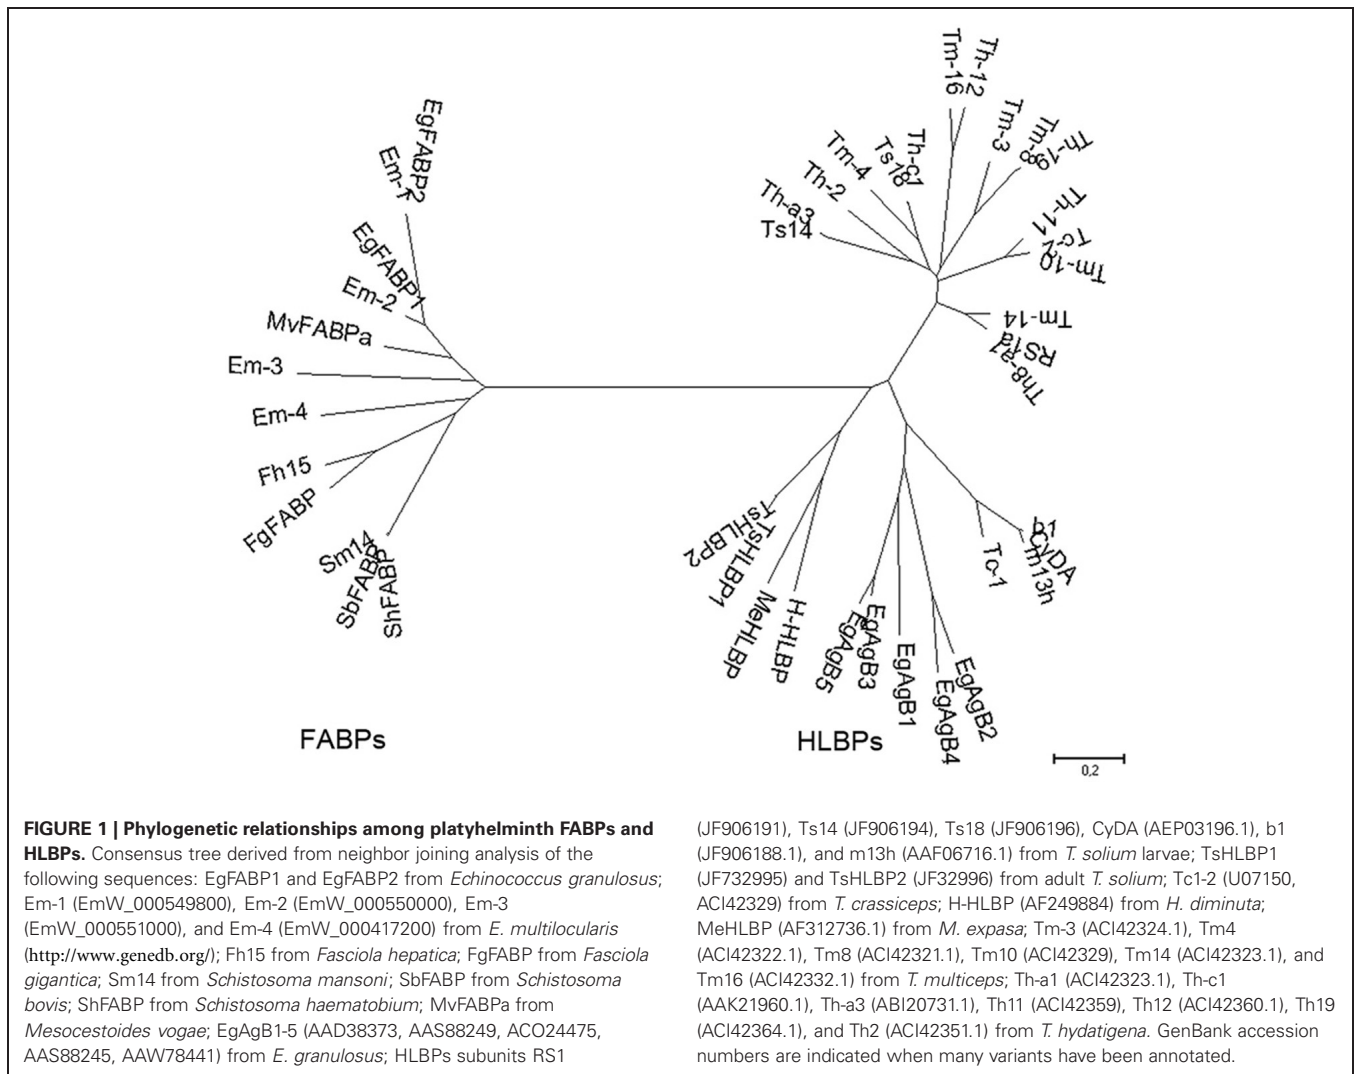 EgFABP2
Em-1
EgFABP1
Em-2
MvFABPa
Em-3
Em-4
Fh15
FgFABP
Sm14
SbFABP
ShFABP
Tm-16
Th-12
Tm-3
Tm-8
Th-19
Th-c1
Ts18
Tm-4
Th-2
Th-a3
Ts14
Th-11
Tc-2
Tm-10
Tm-14
RS1a
TsHLBP2
TsHLBP1
MeHLBP
H-HLBP
EgAgB5
EgAgB3
EgAgB1
EgAgB4
EgAgB2
Tc-1
b1
CyDA
m13h
FABPs
HLBPs
0,2
FIGURE 1 | Phylogenetic relationships among platyhelminth FABPs and
HLBPs. Consensus tree derived from neighbor joining analysis of the
following sequences: EgFABP1 and EgFABP2 from Echinococcus granulosus;
Em-1 (EmW_000549800), Em-2 (EmW_000550000), Em-3
(EmW_000551000), and Em-4 (EmW_000417200) from E. multilocularis
(http://www.genedb.org/); Fh15 from Fasciola hepatica; FgFABP from Fasciola
gigantica; Sm14 from Schistosoma mansoni; SbFABP from Schistosoma
bovis; ShFABP from Schistosoma haematobium; MvFABPa from
Mesocestoides vogae; EgAgB1-5 (AAD38373, AAS88249, ACO24475,
AAS88245, AAW78441) from E. granulosus; HLBPs subunits RS1
(JF906191), Ts14 (JF906194), Ts18 (JF906196), CyDA (AEP03196.1), b1
(JF906188.1), and m13h (AAF06716.1) from T. solium larvae; TsHLBP1
(JF732995) and TsHLBP2 (JF32996) from adult T. solium; Tc1-2 (U07150,
ACI42329) from T. crassiceps; H-HLBP (AF249884) from H. diminuta;
MeHLBP (AF312736.1) from M. expasa; Tm-3 (ACI42324.1), Tm4
(ACI42322.1), Tm8 (ACI42321.1), Tm10 (ACI42329), Tm14 (ACI42323.1), and
Tm16 (ACI42332.1) from T. multiceps; Th-a1 (ACI42323.1), Th-c1
(AAK21960.1), Th-a3 (ABI20731.1), Th11 (ACI42359), Th12 (ACI42360.1), Th19
(ACI42364.1), and Th2 (ACI42351.1) from T. hydatigena. GenBank accession
numbers are indicated when many variants have been annotated.